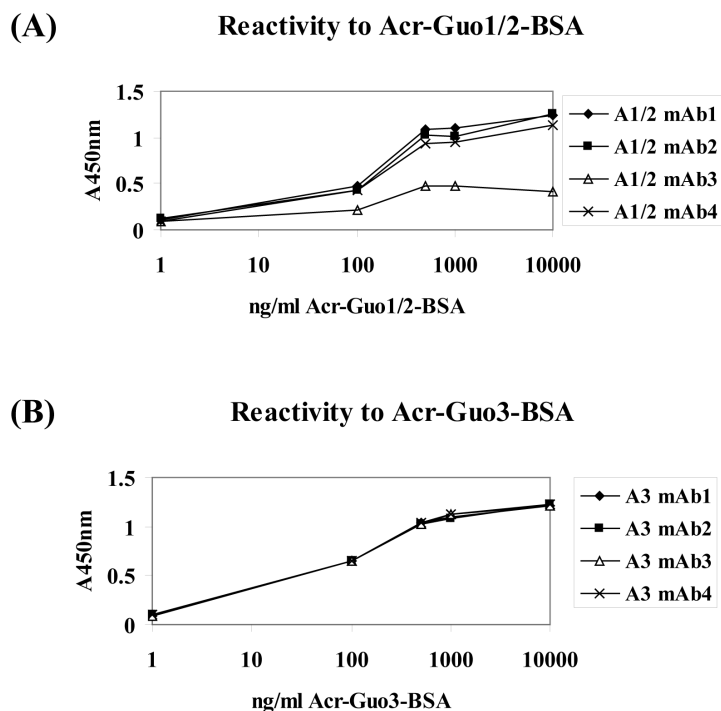 (A)
Reactivity to Acr-Guo1/2-BSA
1.5
1
0.5
0
A450nm
1 10 100 1000 10000
ng/ml Acr-Guo1/2-BSA
A1/2 mAb1
A1/2 mAb2
A1/2 mAb3
A1/2 mAb4
(B)
Reactivity to Acr-Guo3-BSA
1.5
1
0.5
0
A450nm
1 10 100 1000 10000
ng/ml Acr-Guo3-BSA
A3 mAb1
A3 mAb2
A3 mAb3
A3 mAb4